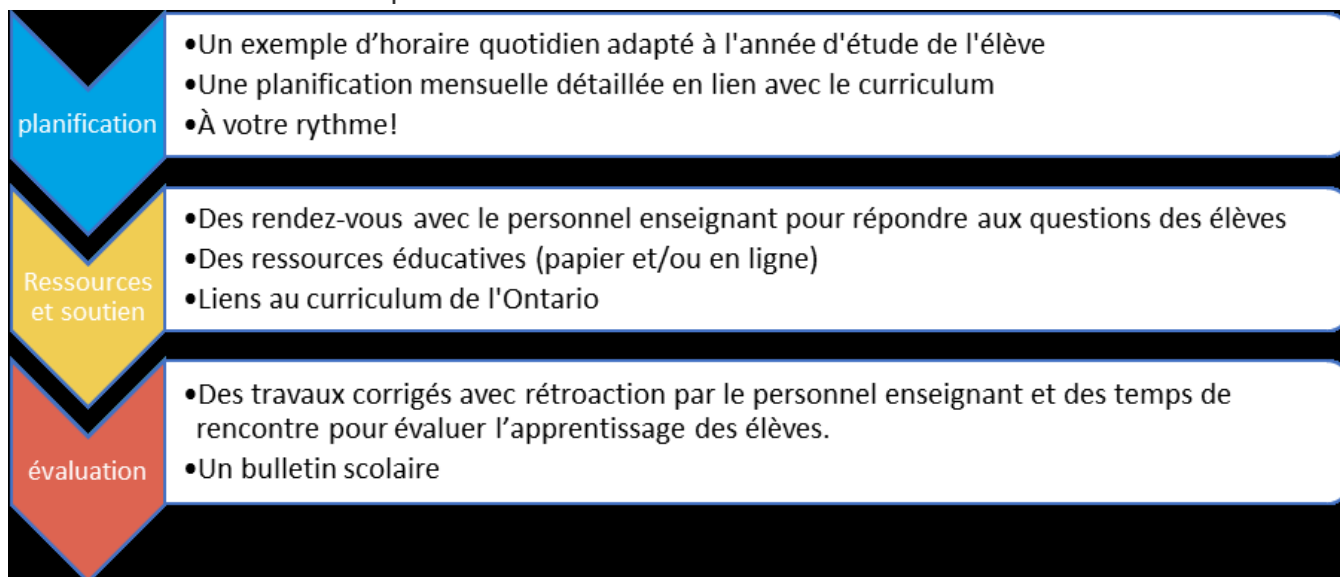 •Un exemple d’horaire quotidien adapté à l'année d'étude de l'élève
•Une planification mensuelle détaillée en lien avec le curriculum
planification
•À votre rythme!
•Des rendez-vous avec le personnel enseignant pour répondre aux questions des élèves
•Des ressources éducatives (papier et/ou en ligne)
Ressources
et soutien
•Liens au curriculum de l'Ontario
•Des travaux corrigés avec rétroaction par le personnel enseignant et des temps de
rencontre pour évaluer l’apprentissage des élèves.
évaluation
•Un bulletin scolaire